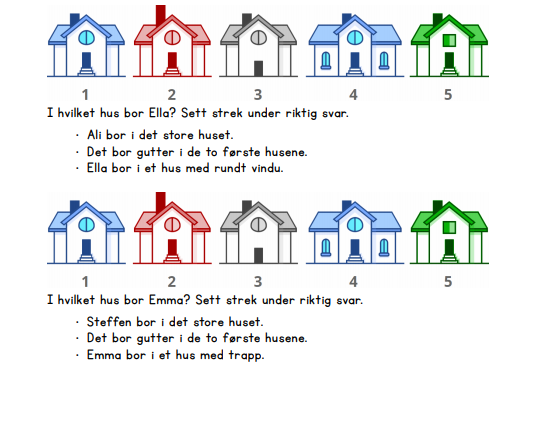 1 2 3 4 5
I hvilket hus bor Ella? Sett strek under riktig svar.
· Ali bor i det store huset.
· Det bor gutter i de to første husene.
· Ella bor i et hus med rundt vindu.
1 2 3 4 5
I hvilket hus bor Emma? Sett strek under riktig svar.
· Steffen bor i det store huset.
· Det bor gutter i de to første husene.
· Emma bor i et hus med trapp.